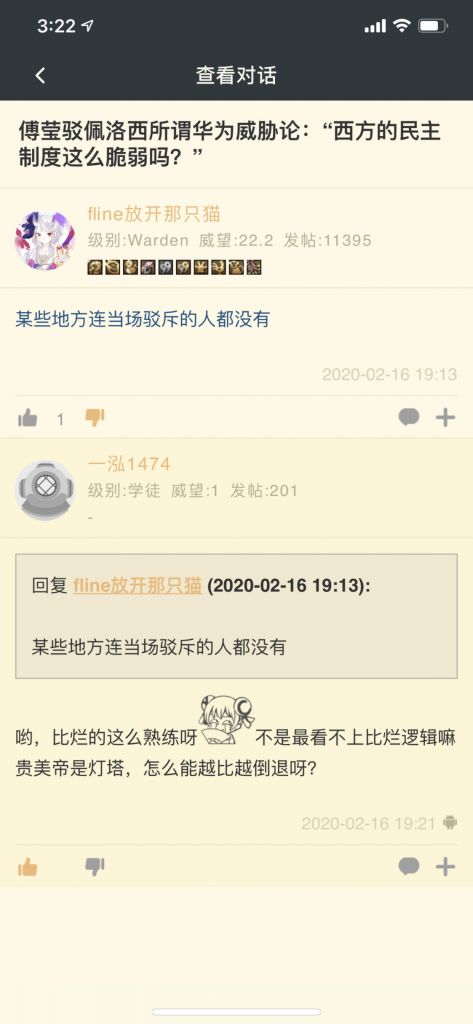 3:22
查看对话
傅莹驳佩洛西所谓华为威胁论：“西方的民主
制度这么脆弱吗？”
fline放开那只猫
级别:Warden 威望:22.2 发帖:11395
某些地方连当场驳斥的人都没有
2020-02-16 19:13
1
一泓1474
级别:学徒 威望:1 发帖:201
-
回复 fline放开那只猫 (2020-02-16 19:13):
某些地方连当场驳斥的人都没有
哟，比烂的这么熟练呀 不是最看不上比烂逻辑嘛
贵美帝是灯塔，怎么能越比越倒退呀?
2020-02-16 19:21